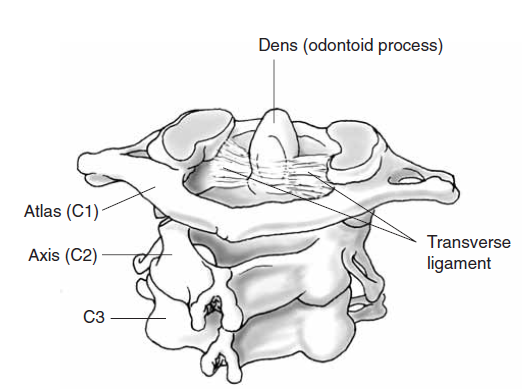 Dens (odontoid process)
Atlas (C1)
Axis (C2)
Transverse
ligament
C3